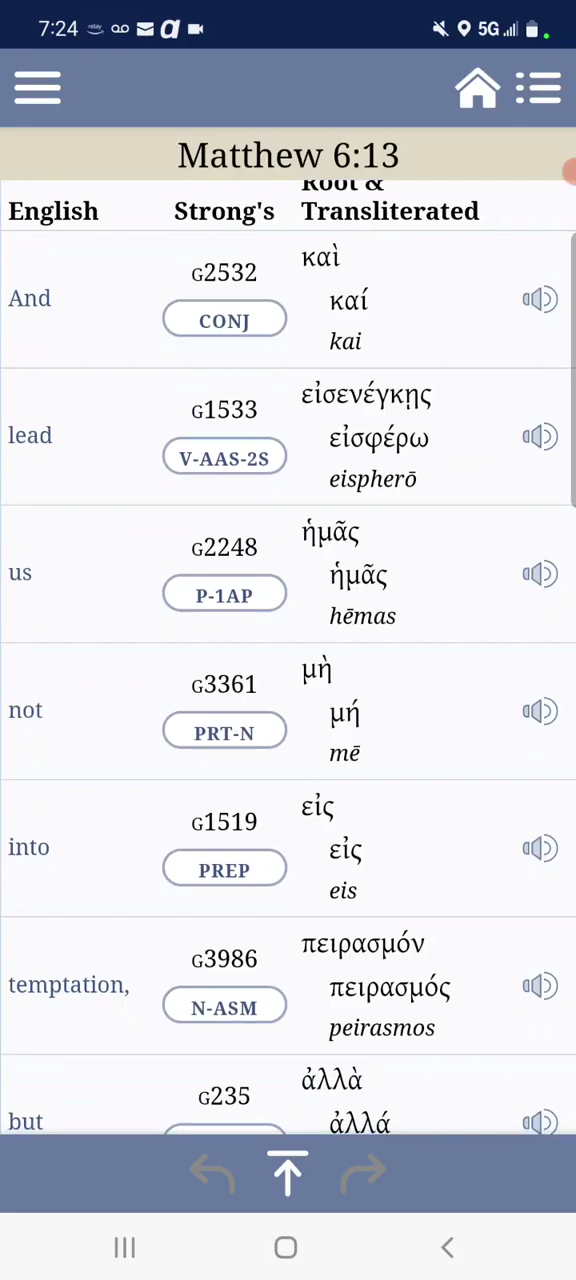 7:24 relay a 5G
Matthew 6:13
English Strong's Root & Transliterated
And G2532 καὶ
CONJ καί
kai
lead G1533 εἰσενέγκῃς
V-AAS-2S εἰσφέρω
eispherō
us G2248 ἡμᾶς
P-1AP ἡμᾶς
hēmas
not G3361 μὴ
PRT-N μή
mē
into G1519 εἰς
PREP εἰς
eis
temptation, G3986 πειρασμόν
N-ASM πειρασμός
peirasmos
but G235 ἀλλὰ
ἀλλά